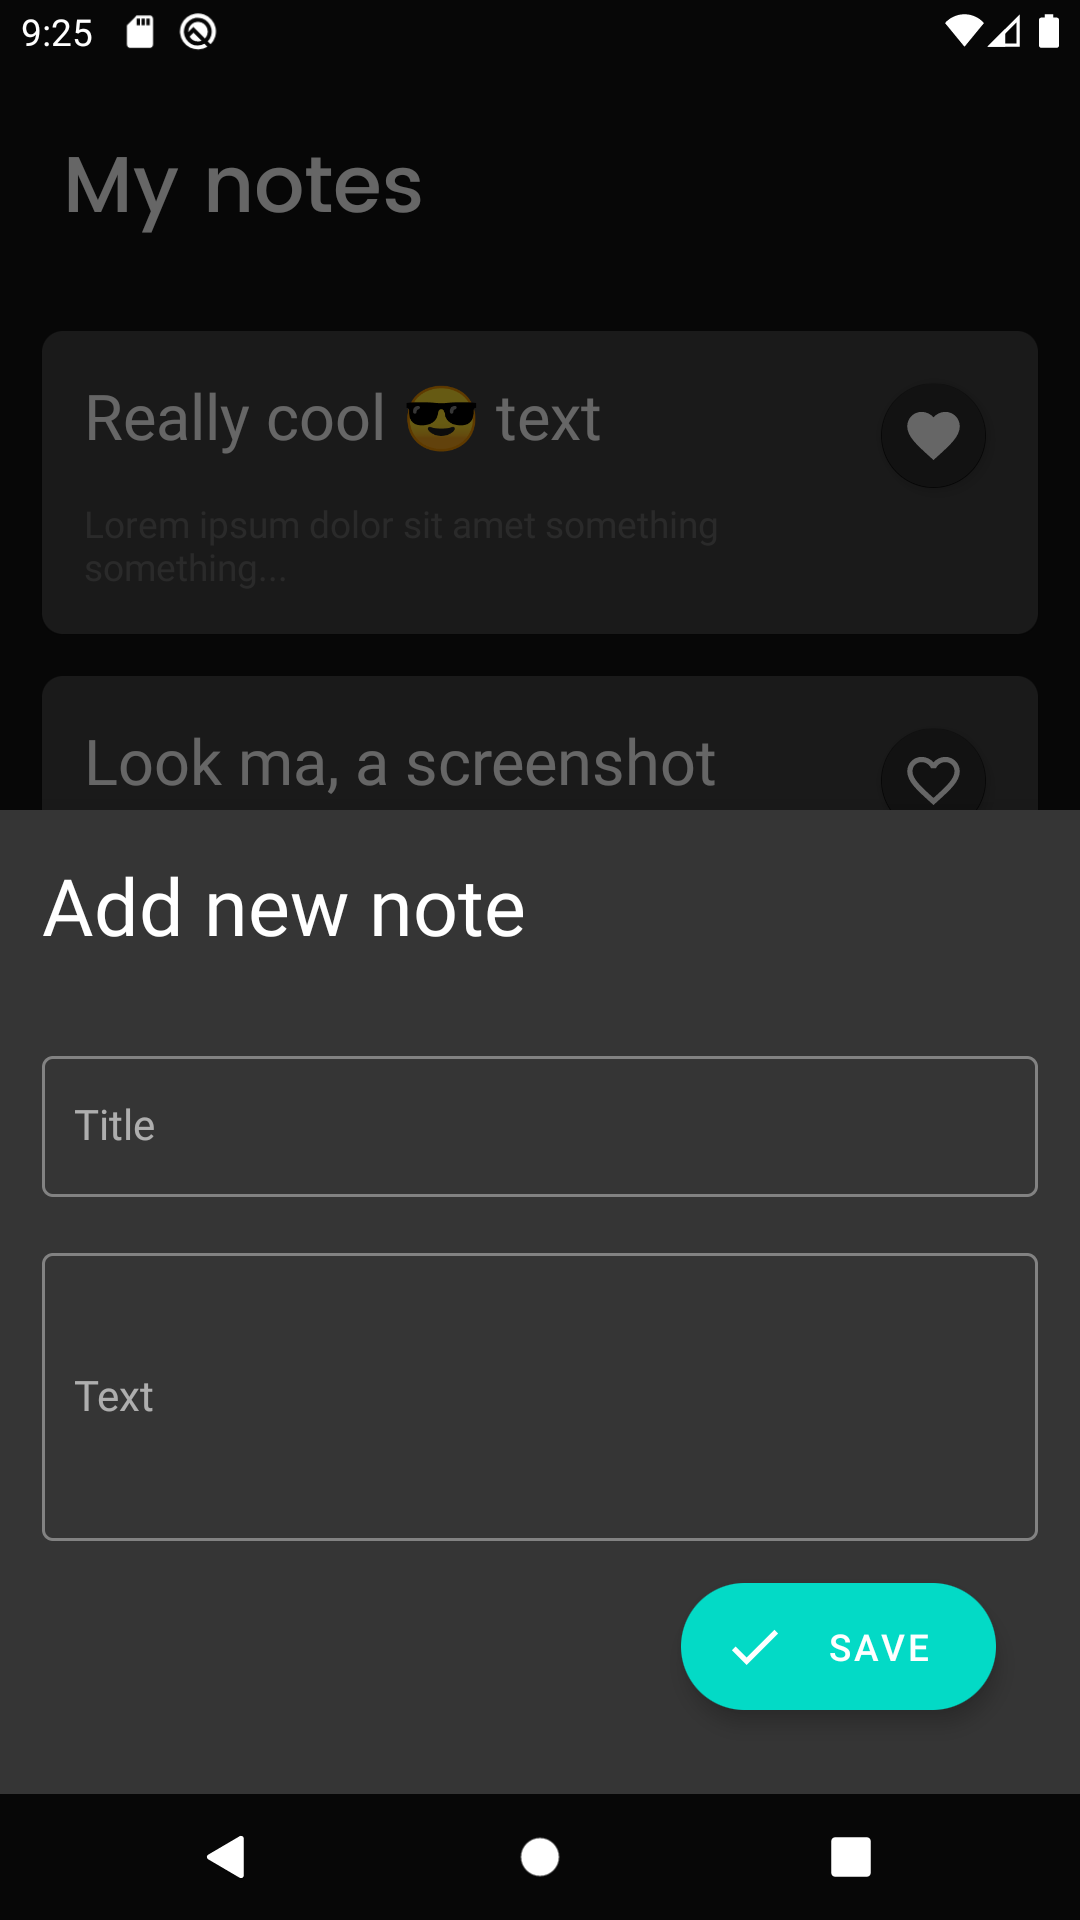 9:25
My notes
Really cool 😎 text
Lorem ipsum dolor sit amet something
something...
Look ma, a screenshot
Add new note
Title
Text
SAVE